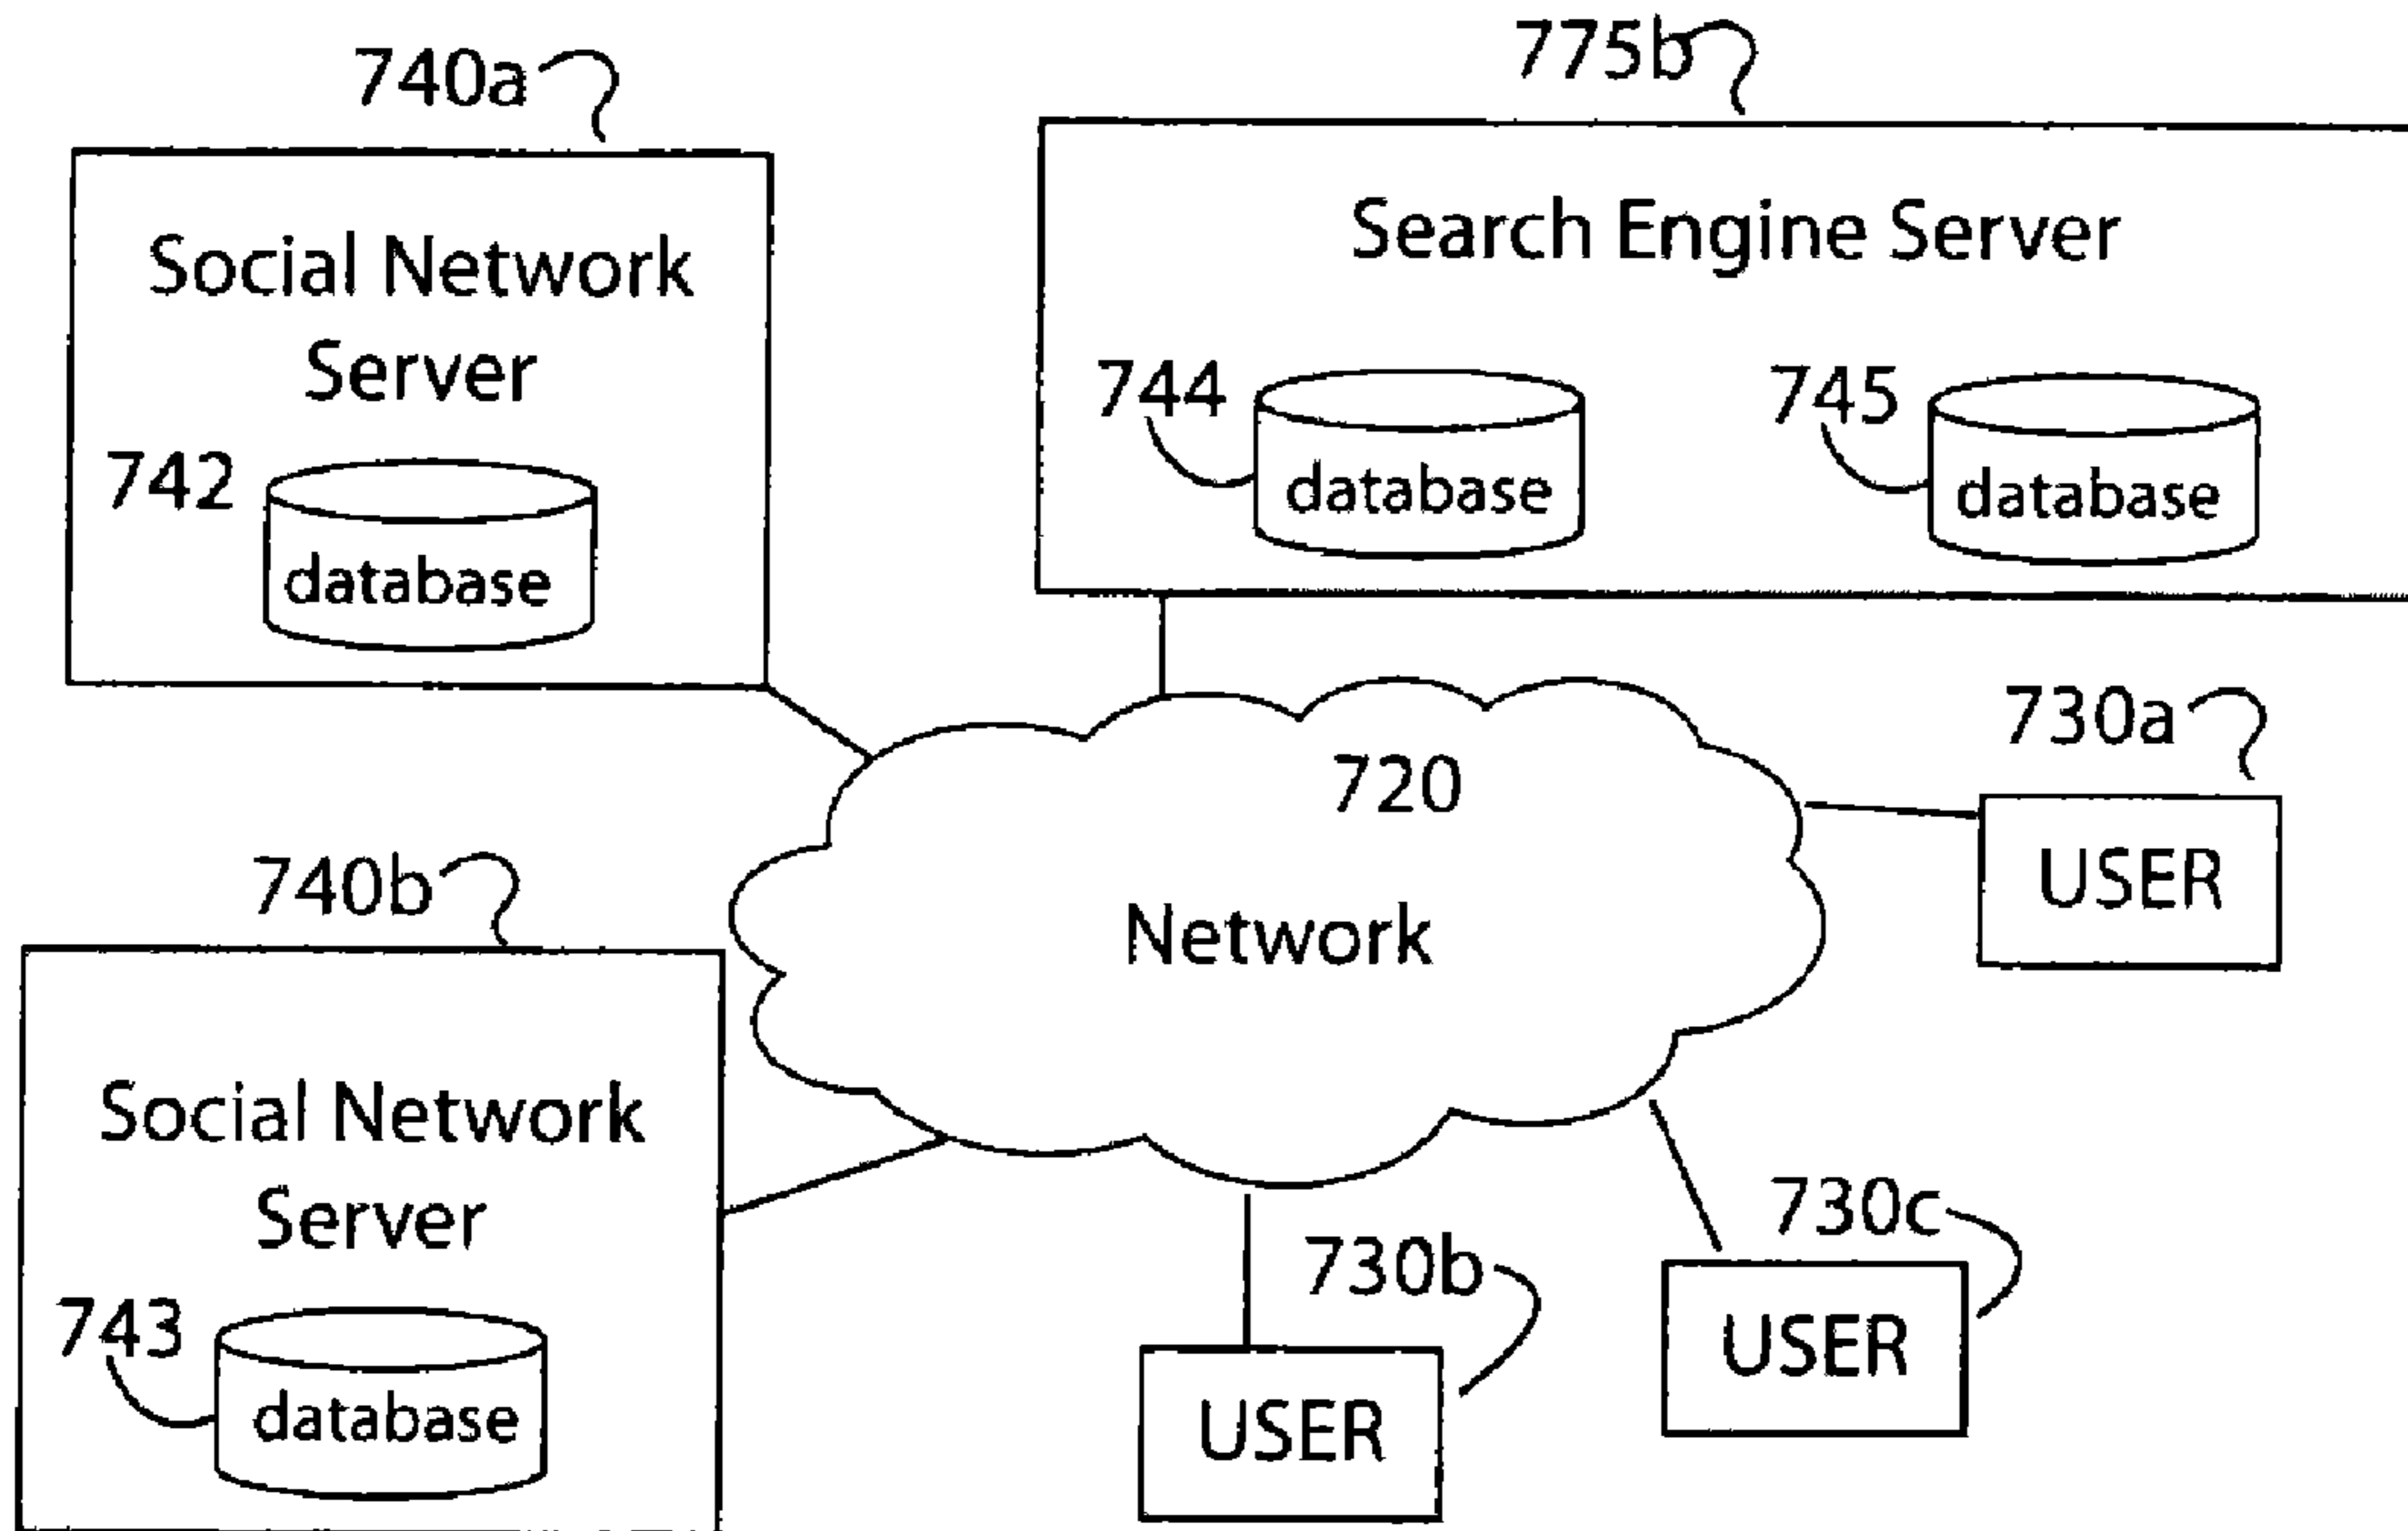 740a
Social Network
Server
742
database
775b
Search Engine Server
744
database
745
database
720
Network
730a
USER
740b
Social Network
Server
743
database
730b
USER
730c
USER